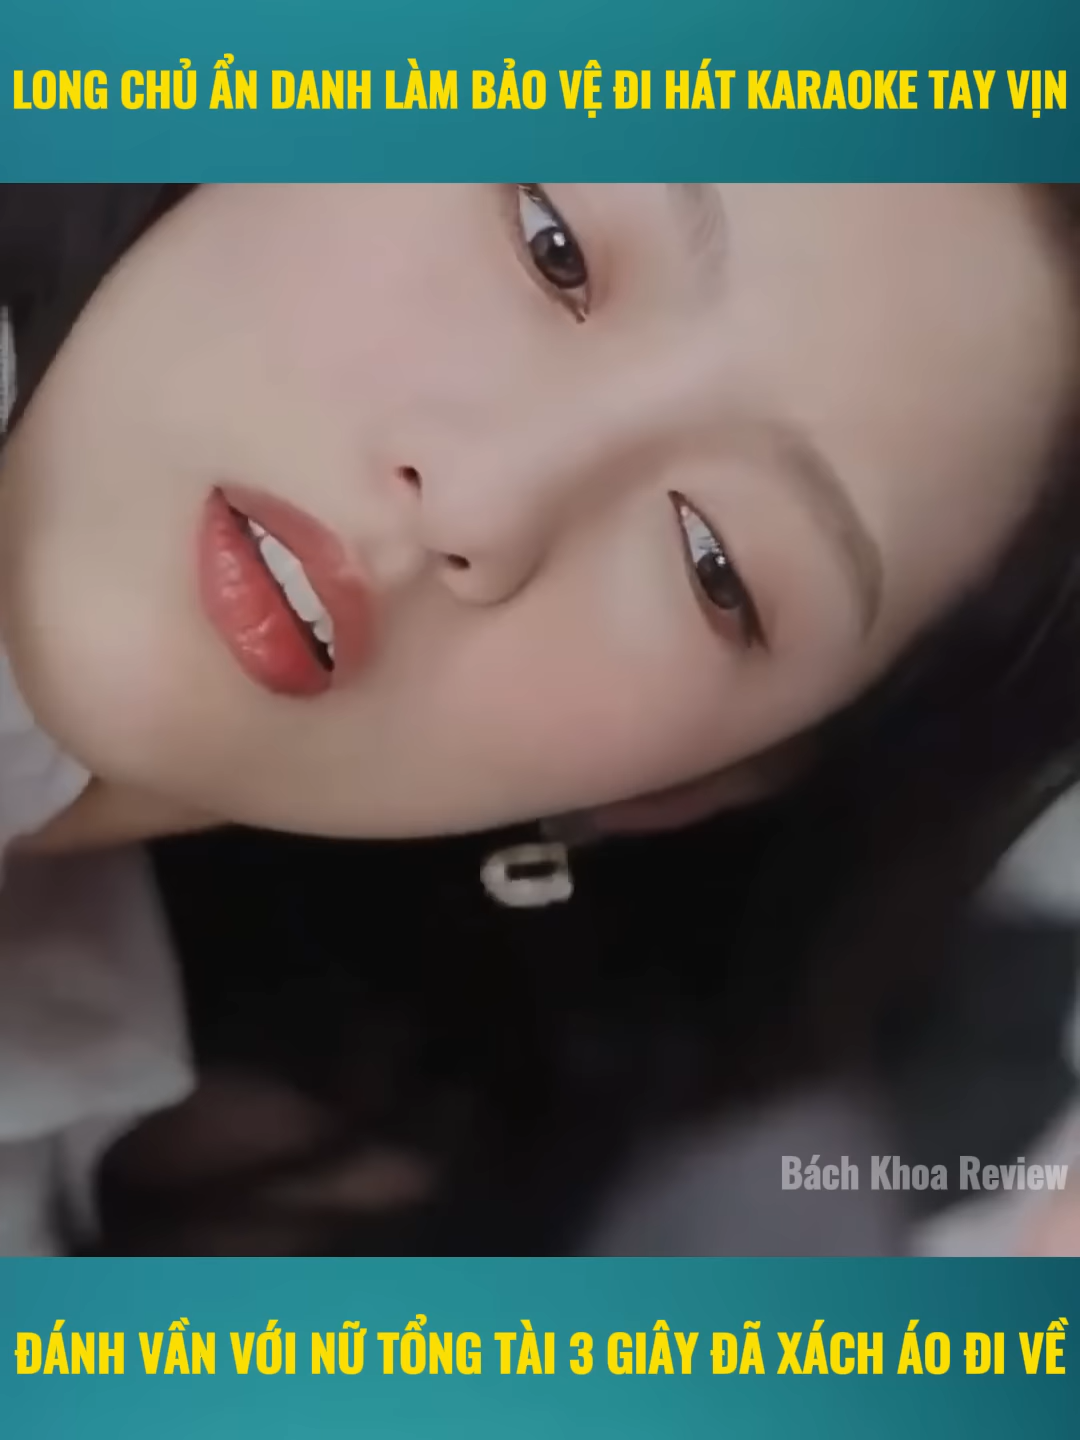 LONG CHỦ ẨN DANH LÀM BẢO VỆ ĐI HÁT KARAOKE TAY VỊN
Bách Khoa Review
ĐÁNH VẦN VỚI NỮ TỔNG TÀI 3 GIÂY ĐÃ XÁCH ÁO ĐI VỀ